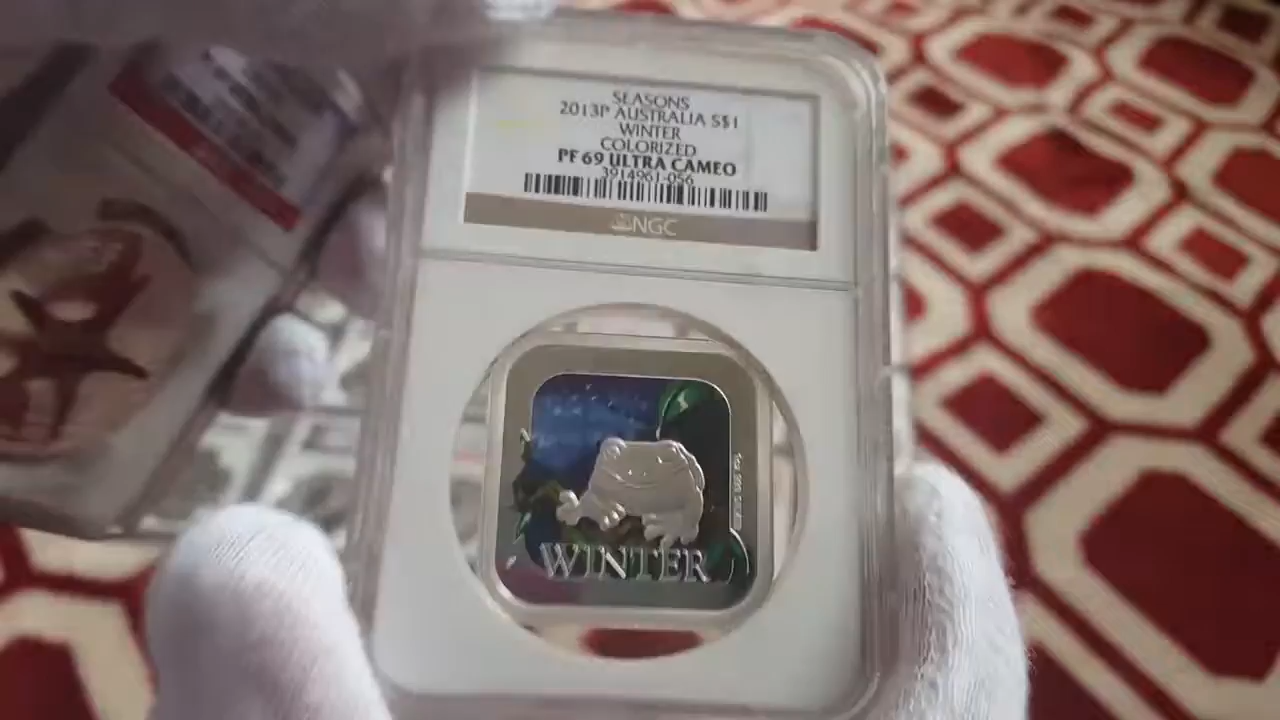 SEASONS
2013P AUSTRALIA S$1
WINTER
COLORIZED
PF 69 ULTRA CAMEO
3914961-056
NGC
WINTER